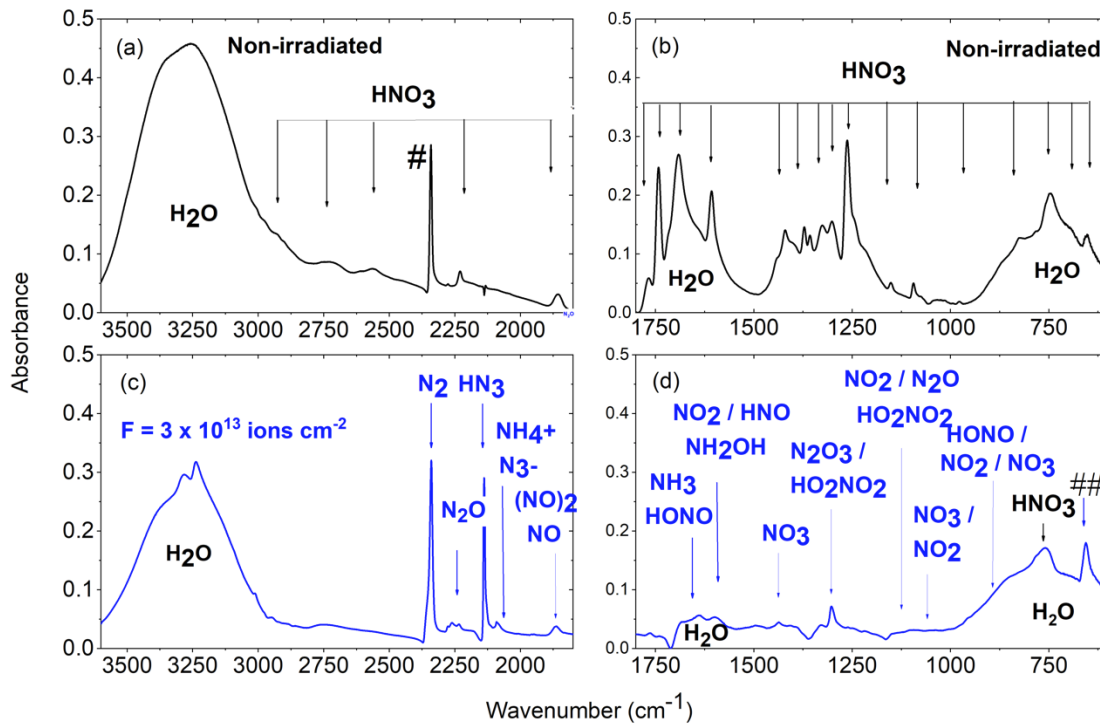 Absorbance
0.5
0.4
0.3
0.2
0.1
0.0
(a)
Non-irradiated
HNO3
#
H2O
N2O
3500 3250 3000 2750 2500 2250 2000
0.5
0.4
0.3
0.2
0.1
0.0
(b)
Non-irradiated
HNO3
H2O
H2O
1750 1500 1250 1000 750
0.5
0.4
0.3
0.2
0.1
0.0
(c)
F = 3 x 10^13 ions cm^-2
N2 HN3
NH4+
N3-
(NO)2
N2O
NO
H2O
3500 3250 3000 2750 2500 2250 2000
0.5
0.4
0.3
0.2
0.1
0.0
(d)
NO2 / N2O
HO2NO2
NO2 / HNO
NH2OH
HONO /
NO2 / NO3
N2O3 /
HO2NO2
##
NH3
HONO
HNO3
NO3
NO3 /
NO2
H2O
H2O
1750 1500 1250 1000 750
Wavenumber (cm^-1)